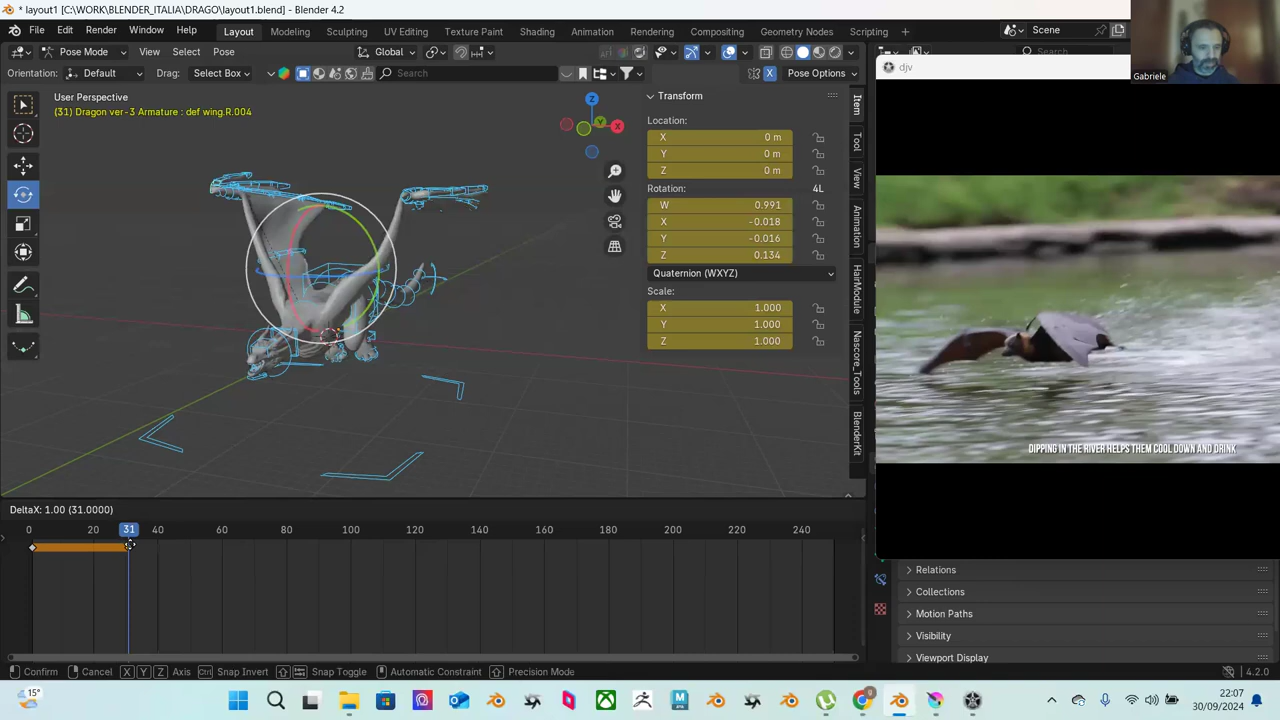 * layout1 [C:\WORK\BLENDER_ITALIA\DRAGO\layout1.blend] - Blender 4.2
File Edit Render Window Help Layout Modeling Sculpting UV Editing Texture Paint Shading Animation Rendering Compositing Geometry Nodes Scripting Scene
Pose Mode View Select Pose Global Search
Orientation: Default Drag: Select Box Search Pose Options
djv
Gabriele
User Perspective
(31) Dragon ver-3 Armature : def wing.R.004
Z
Y
X
Transform
Location:
X 0 m
Y 0 m
Z 0 m
Rotation: 4L
W 0.991
X -0.018
Y -0.016
Z 0.134
Quaternion (WXYZ)
Scale:
X 1.000
Y 1.000
Z 1.000
Item
Tool
View
Animation
HairModule
Nascore_Tools
BlenderKit
DIPPING IN THE RIVER HELPS THEM COOL DOWN AND DRINK
DeltaX: 1.00 (31.0000)
0 20 31 40 60 80 100 120 140 160 180 200 220 240
Relations
Collections
Motion Paths
Visibility
Viewport Display
Confirm Cancel X Y Z Axis Ctrl Snap Invert Snap Toggle Automatic Constraint Precision Mode 4.2.0
15°
22:07
30/09/2024